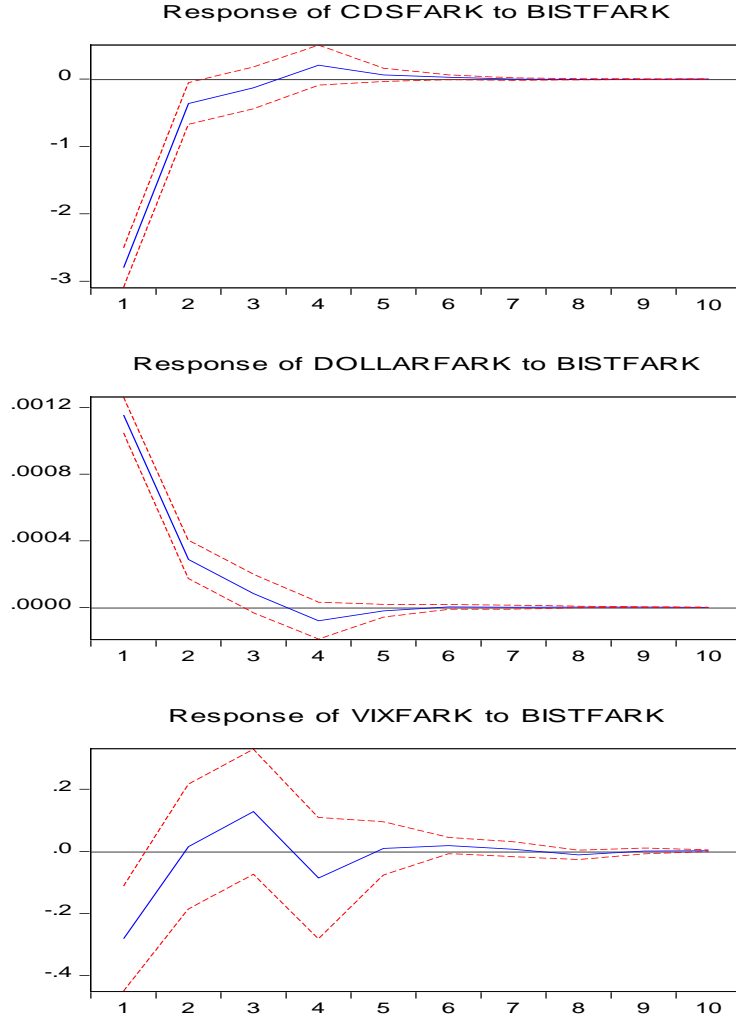 Response of CDSFARK to BISTFARK
0
-1
-2
-3
1 2 3 4 5 6 7 8 9 10
Response of DOLLARFARK to BISTFARK
.0012
.0008
.0004
.0000
1 2 3 4 5 6 7 8 9 10
Response of VIXFARK to BISTFARK
.2
.0
-.2
-.4
1 2 3 4 5 6 7 8 9 10